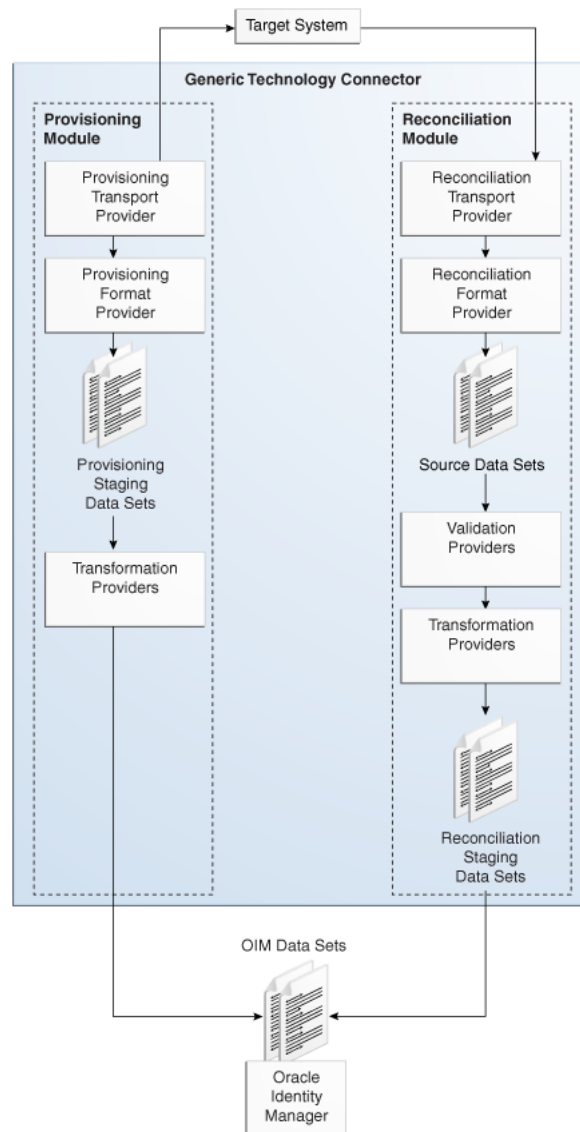 Target System
Generic Technology Connector
Provisioning
Module
Provisioning
Transport
Provider
Provisioning
Format
Provider
Provisioning
Staging
Data Sets
Transformation
Providers
Reconciliation
Module
Reconciliation
Transport
Provider
Reconciliation
Format
Provider
Source Data Sets
Validation
Providers
Transformation
Providers
Reconciliation
Staging
Data Sets
OIM Data Sets
Oracle
Identity
Manager